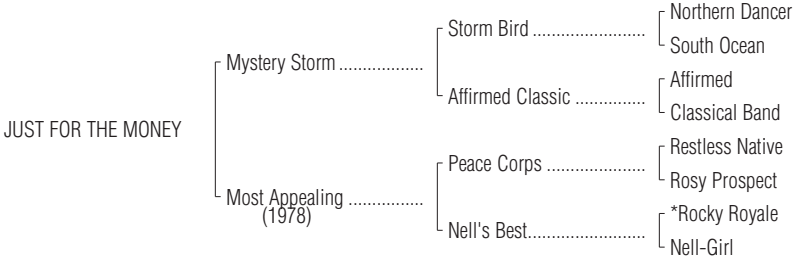 Northern Dancer
Storm Bird ........................
South Ocean
Mystery Storm ..................
Affirmed
Affirmed Classic ...............
Classical Band
JUST FOR THE MONEY
Restless Native
Peace Corps .....................
Rosy Prospect
Most Appealing ................
(1978)
*Rocky Royale
Nell's Best.........................
Nell-Girl